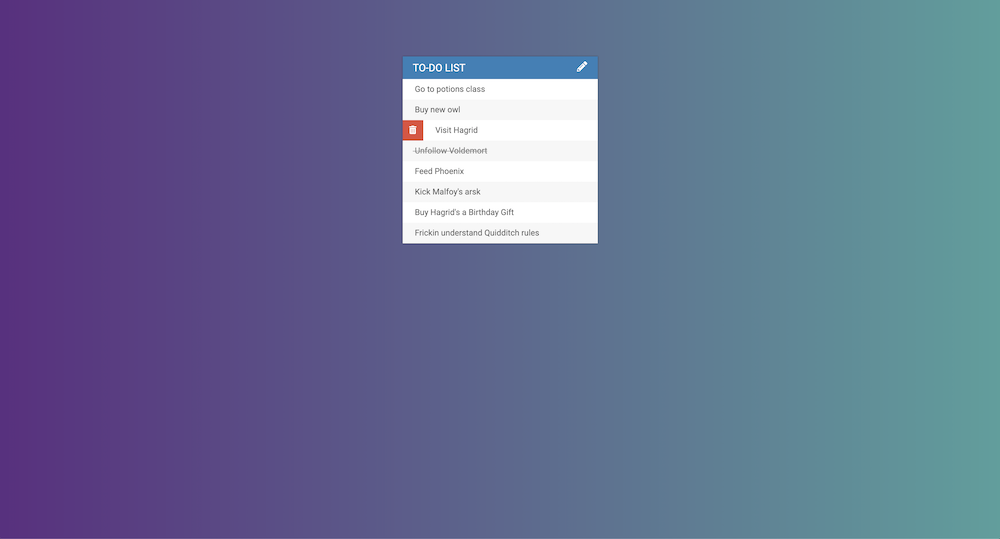 TO-DO LIST
Go to potions class
Buy new owl
Visit Hagrid
Unfollow Voldemort
Feed Phoenix
Kick Malfoy's arsk
Buy Hagrid's a Birthday Gift
Frickin understand Quidditch rules